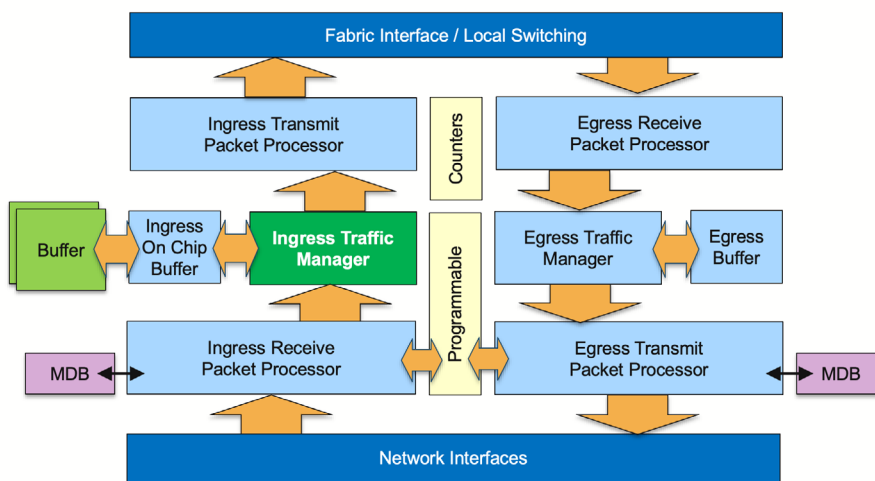 Fabric Interface / Local Switching
Ingress Transmit
Packet Processor
Counters
Egress Receive
Packet Processor
Buffer
Ingress
On Chip
Buffer
Ingress Traffic
Manager
Programmable
Egress Traffic
Manager
Egress
Buffer
MDB
Ingress Receive
Packet Processor
Egress Transmit
Packet Processor
MDB
Network Interfaces